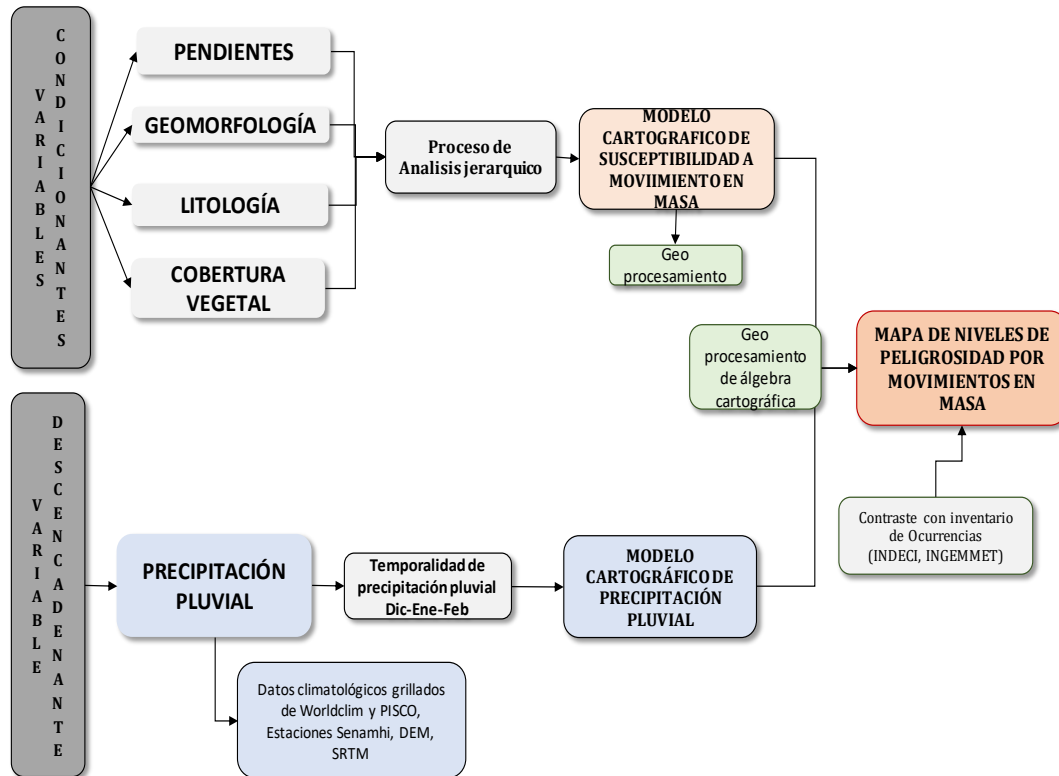 VARIABLES
CONDICIONANTES
PENDIENTES
GEOMORFOLOGÍA
LITOLOGÍA
COBERTURA
VEGETAL
Proceso de
Analisis jerarquico
MODELO
CARTOGRAFICO DE
SUSCEPTIBILIDAD A
MOVIIMIENTO EN
MASA
Geo
procesamiento
Geo
procesamiento
de álgebra
cartográfica
MAPA DE NIVELES DE
PELIGROSIDAD POR
MOVIMIENTOS EN
MASA
Contraste con inventario
de Ocurrencias
(INDECI, INGEMMET)
VARIABLE
DESCENCADENANTE
PRECIPITACIÓN
PLUVIAL
Temporalidad de
precipitación pluvial
Dic-Ene-Feb
MODELO
CARTOGRÁFICO DE
PRECIPITACIÓN
PLUVIAL
Datos climatológicos grillados
de Worldclim y PISCO,
Estaciones Senamhi, DEM,
SRTM